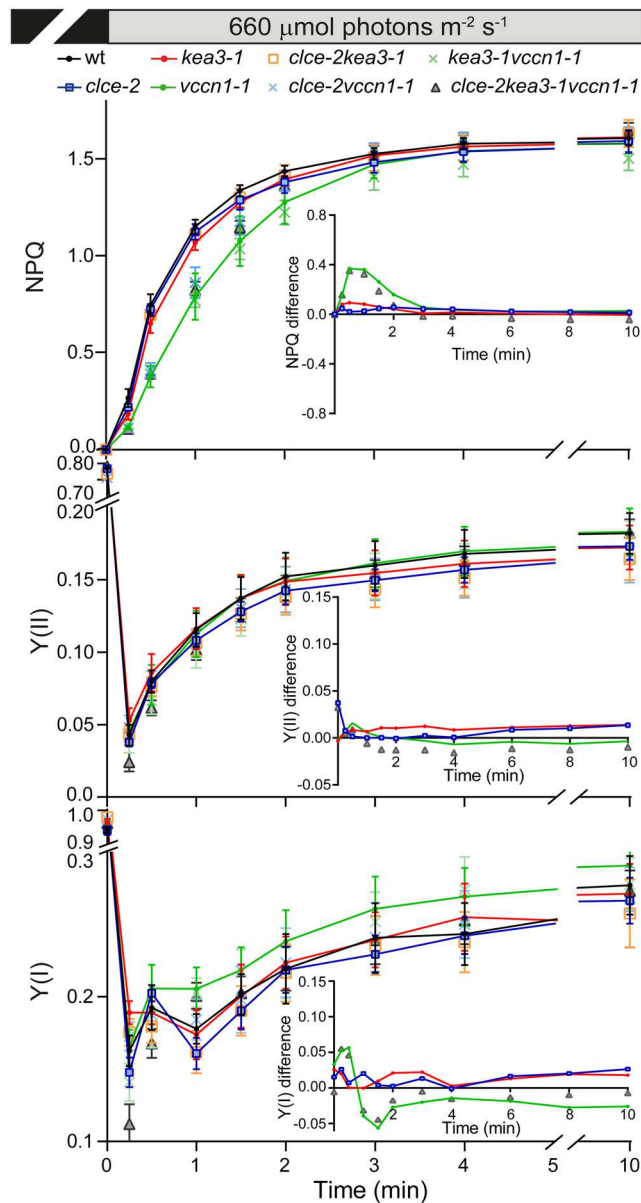 660 μmol photons m⁻² s⁻¹
wt kea3-1 clce-2kea3-1 kea3-1vccn1-1
clce-2 vccn1-1 clce-2vccn1-1 clce-2kea3-1vccn1-1
NPQ
1.5
1.0
0.5
0.0
NPQ difference
0.8
0.4
0.0
-0.4
-0.8
2 4 6 8 10
Time (min)
Y(II)
0.80
0.70
0.20
0.15
0.10
0.05
0.0
Y(II) difference
0.15
0.10
0.05
0.00
-0.05
2 4 6 8 10
Time (min)
Y(I)
1.0
0.9
0.3
0.2
0.1
Y(I) difference
0.15
0.10
0.05
0.00
-0.05
2 4 6 8 10
Time (min)
0 1 2 3 4 5 10
Time (min)